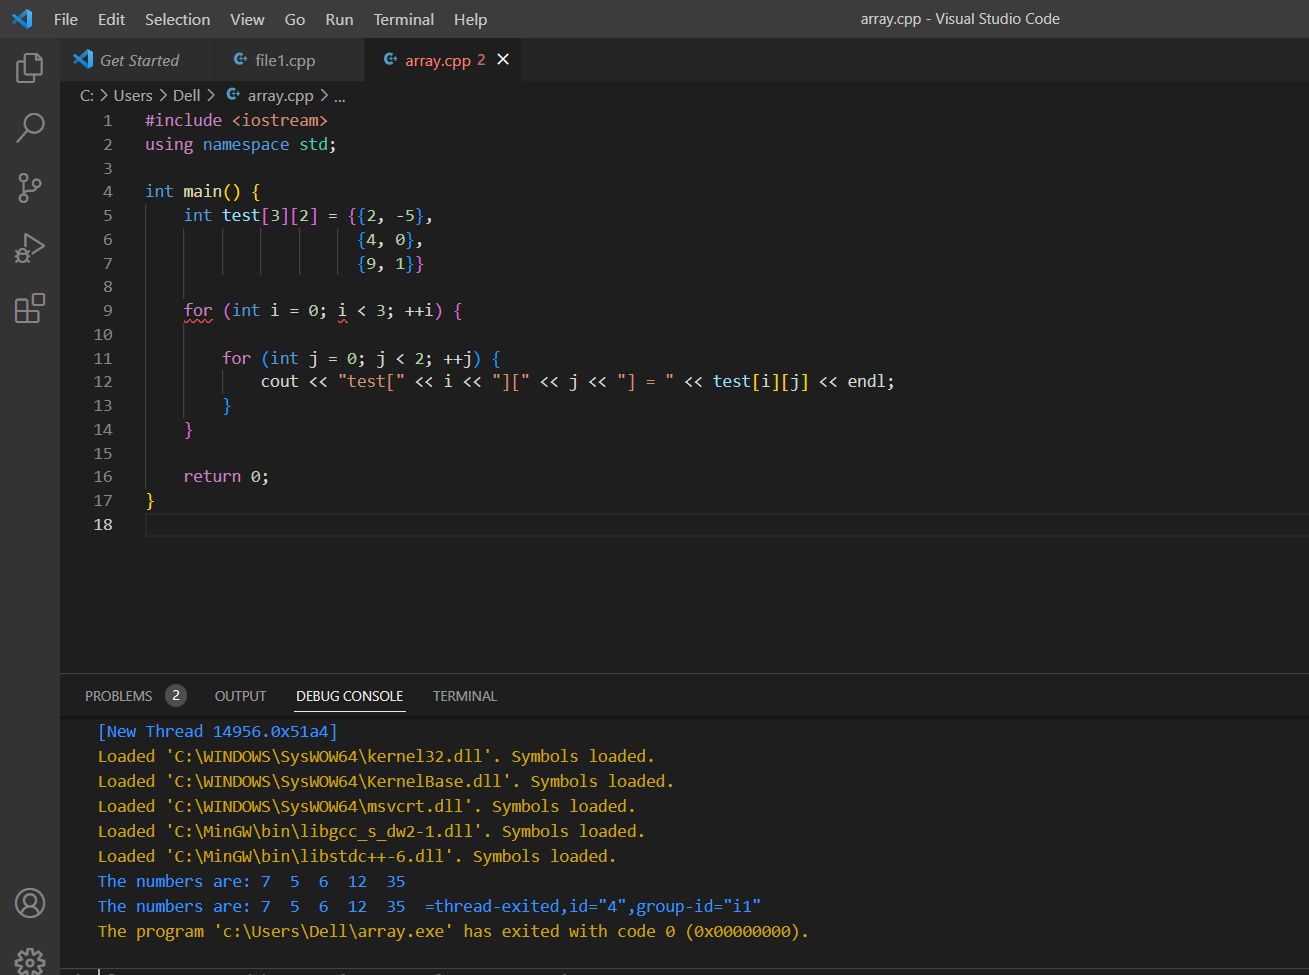 File Edit Selection View Go Run Terminal Help array.cpp - Visual Studio Code
Get Started file1.cpp array.cpp 2
C: > Users > Dell > array.cpp > ...
1 #include <iostream>
2 using namespace std;
3
4 int main() {
5 int test[3][2] = {{2, -5},
6 {4, 0},
7 {9, 1}}
8
9 for (int i = 0; i < 3; ++i) {
10
11 for (int j = 0; j < 2; ++j) {
12 cout << "test[" << i << "][" << j << "] = " << test[i][j] << endl;
13 }
14 }
15
16 return 0;
17 }
18
PROBLEMS 2 OUTPUT DEBUG CONSOLE TERMINAL
[New Thread 14956.0x51a4]
Loaded 'C:\WINDOWS\SysWOW64\kernel32.dll'. Symbols loaded.
Loaded 'C:\WINDOWS\SysWOW64\KernelBase.dll'. Symbols loaded.
Loaded 'C:\WINDOWS\SysWOW64\msvcrt.dll'. Symbols loaded.
Loaded 'C:\MinGW\bin\libgcc_s_dw2-1.dll'. Symbols loaded.
Loaded 'C:\MinGW\bin\libstdc++-6.dll'. Symbols loaded.
The numbers are: 7 5 6 12 35
The numbers are: 7 5 6 12 35 =thread-exited,id="4",group-id="i1"
The program 'c:\Users\Dell\array.exe' has exited with code 0 (0x00000000).